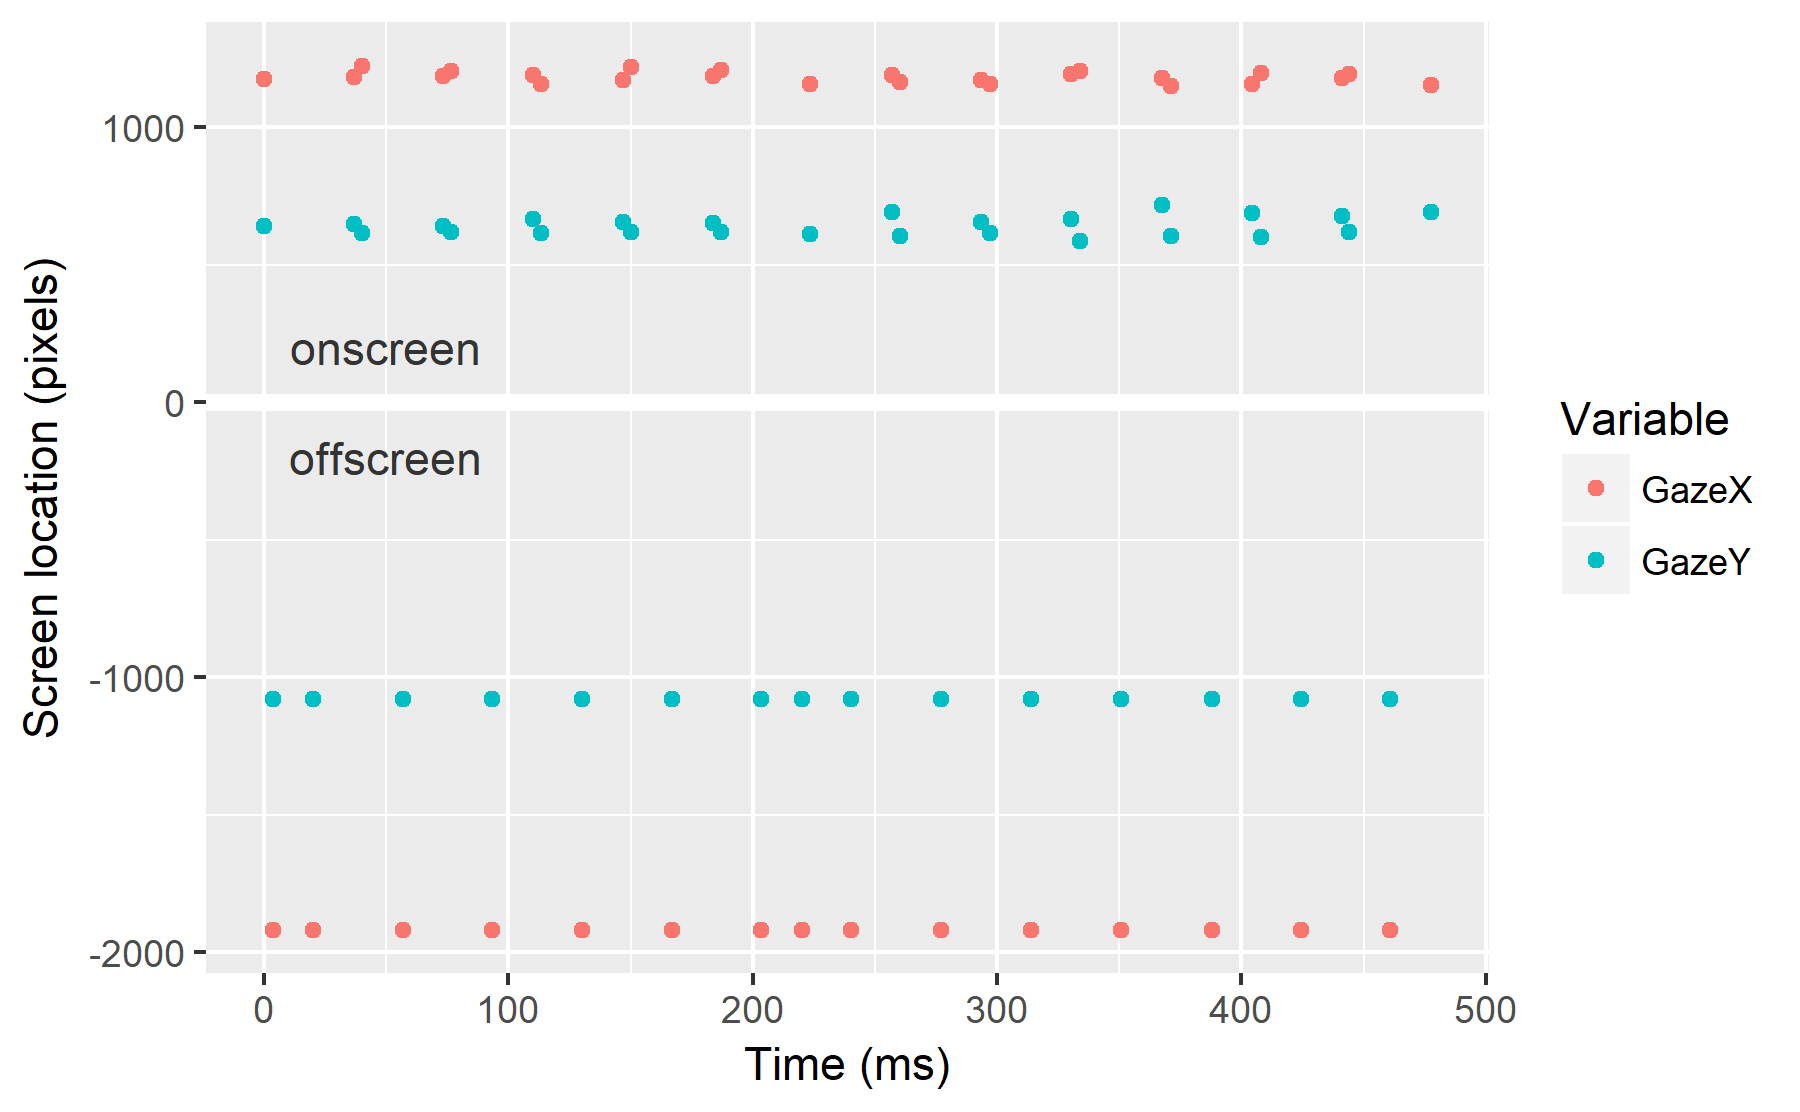 1000
0
-1000
-2000
Screen location (pixels)
onscreen
offscreen
0 100 200 300 400 500
Time (ms)
Variable
GazeX
GazeY